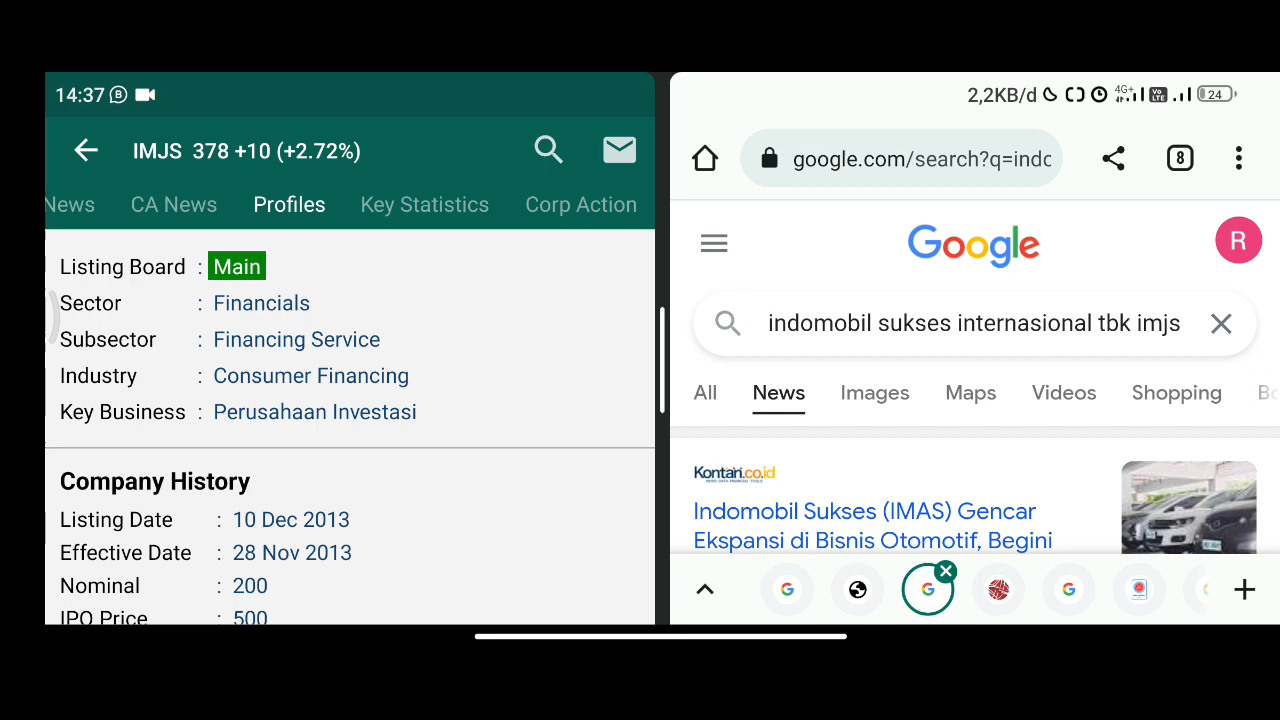 14:37
IMJS 378 +10 (+2.72%)
News CA News Profiles Key Statistics Corp Action
Listing Board : Main
Sector : Financials
Subsector : Financing Service
Industry : Consumer Financing
Key Business : Perusahaan Investasi
Company History
Listing Date : 10 Dec 2013
Effective Date : 28 Nov 2013
Nominal : 200
IPO Price : 500
2,2KB/d 4G+ Vo LTE 24
google.com/search?q=indo
8
Google
R
indomobil sukses internasional tbk imjs
All News Images Maps Videos Shopping
Kontan.co.id
Indomobil Sukses (IMAS) Gencar
Ekspansi di Bisnis Otomotif, Begini